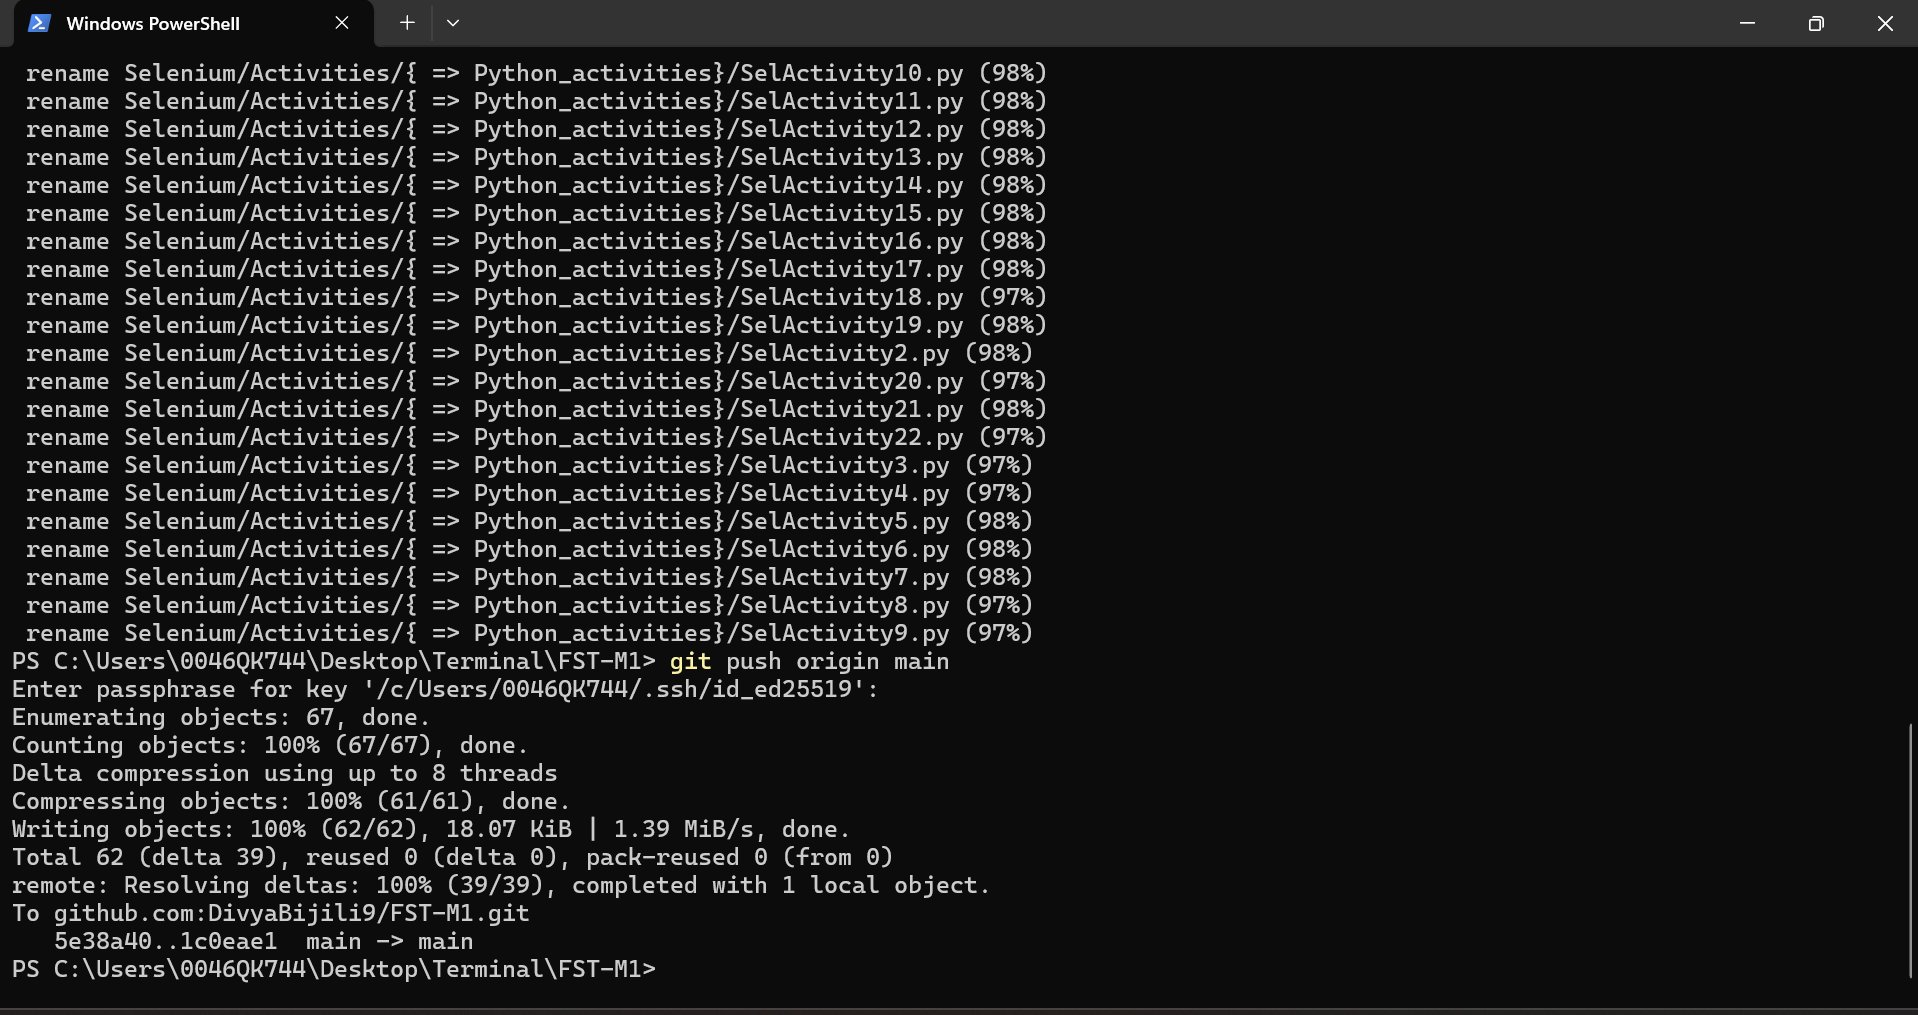 Windows PowerShell
rename Selenium/Activities/{ => Python_activities}/SelActivity10.py (98%)
rename Selenium/Activities/{ => Python_activities}/SelActivity11.py (98%)
rename Selenium/Activities/{ => Python_activities}/SelActivity12.py (98%)
rename Selenium/Activities/{ => Python_activities}/SelActivity13.py (98%)
rename Selenium/Activities/{ => Python_activities}/SelActivity14.py (98%)
rename Selenium/Activities/{ => Python_activities}/SelActivity15.py (98%)
rename Selenium/Activities/{ => Python_activities}/SelActivity16.py (98%)
rename Selenium/Activities/{ => Python_activities}/SelActivity17.py (98%)
rename Selenium/Activities/{ => Python_activities}/SelActivity18.py (97%)
rename Selenium/Activities/{ => Python_activities}/SelActivity19.py (98%)
rename Selenium/Activities/{ => Python_activities}/SelActivity2.py (98%)
rename Selenium/Activities/{ => Python_activities}/SelActivity20.py (97%)
rename Selenium/Activities/{ => Python_activities}/SelActivity21.py (98%)
rename Selenium/Activities/{ => Python_activities}/SelActivity22.py (97%)
rename Selenium/Activities/{ => Python_activities}/SelActivity3.py (97%)
rename Selenium/Activities/{ => Python_activities}/SelActivity4.py (97%)
rename Selenium/Activities/{ => Python_activities}/SelActivity5.py (98%)
rename Selenium/Activities/{ => Python_activities}/SelActivity6.py (98%)
rename Selenium/Activities/{ => Python_activities}/SelActivity7.py (98%)
rename Selenium/Activities/{ => Python_activities}/SelActivity8.py (97%)
rename Selenium/Activities/{ => Python_activities}/SelActivity9.py (97%)
PS C:\Users\0046QK744\Desktop\Terminal\FST-M1> git push origin main
Enter passphrase for key '/c/Users/0046QK744/.ssh/id_ed25519':
Enumerating objects: 67, done.
Counting objects: 100% (67/67), done.
Delta compression using up to 8 threads
Compressing objects: 100% (61/61), done.
Writing objects: 100% (62/62), 18.07 KiB | 1.39 MiB/s, done.
Total 62 (delta 39), reused 0 (delta 0), pack-reused 0 (from 0)
remote: Resolving deltas: 100% (39/39), completed with 1 local object.
To github.com:DivyaBijili9/FST-M1.git
   5e38a40..1c0eae1  main -> main
PS C:\Users\0046QK744\Desktop\Terminal\FST-M1>